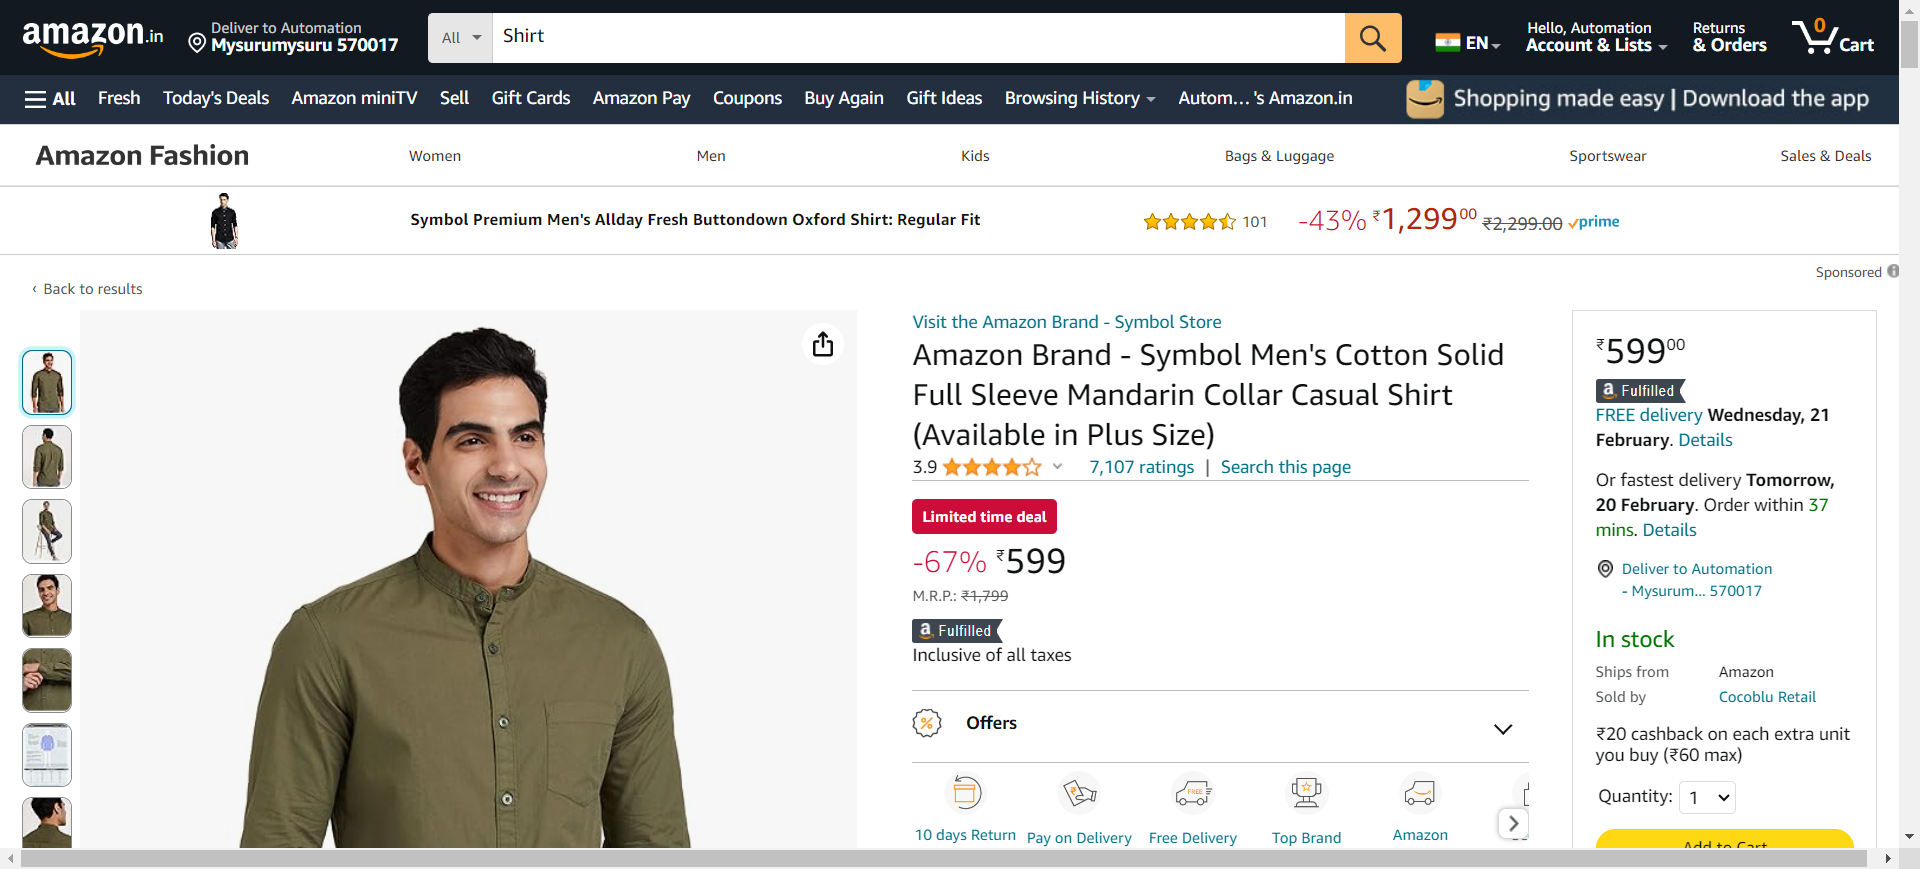 amazon.in
Deliver to Automation
Mysurumysuru 570017
All
Shirt
EN
Hello, Automation
Account & Lists
Returns
& Orders
0
Cart
All
Fresh
Today's Deals
Amazon miniTV
Sell
Gift Cards
Amazon Pay
Coupons
Buy Again
Gift Ideas
Browsing History
Autom... 's Amazon.in
Shopping made easy | Download the app
Amazon Fashion
Women
Men
Kids
Bags & Luggage
Sportswear
Sales & Deals
Symbol Premium Men's Allday Fresh Buttondown Oxford Shirt: Regular Fit
101
-43% ₹1,29900 ₹2,299.00 prime
Sponsored
‹ Back to results
Visit the Amazon Brand - Symbol Store
Amazon Brand - Symbol Men's Cotton Solid
Full Sleeve Mandarin Collar Casual Shirt
(Available in Plus Size)
3.9
7,107 ratings | Search this page
Limited time deal
-67% ₹599
M.R.P.: ₹1,799
a Fulfilled
Inclusive of all taxes
Offers
10 days Return
Pay on Delivery
FREE
Free Delivery
Top Brand
Amazon
₹59900
a Fulfilled
FREE delivery Wednesday, 21
February. Details
Or fastest delivery Tomorrow,
20 February. Order within 37
mins. Details
Deliver to Automation
- Mysurum... 570017
In stock
Ships from Amazon
Sold by Cocoblu Retail
₹20 cashback on each extra unit
you buy (₹60 max)
Quantity: 1
Add to Cart